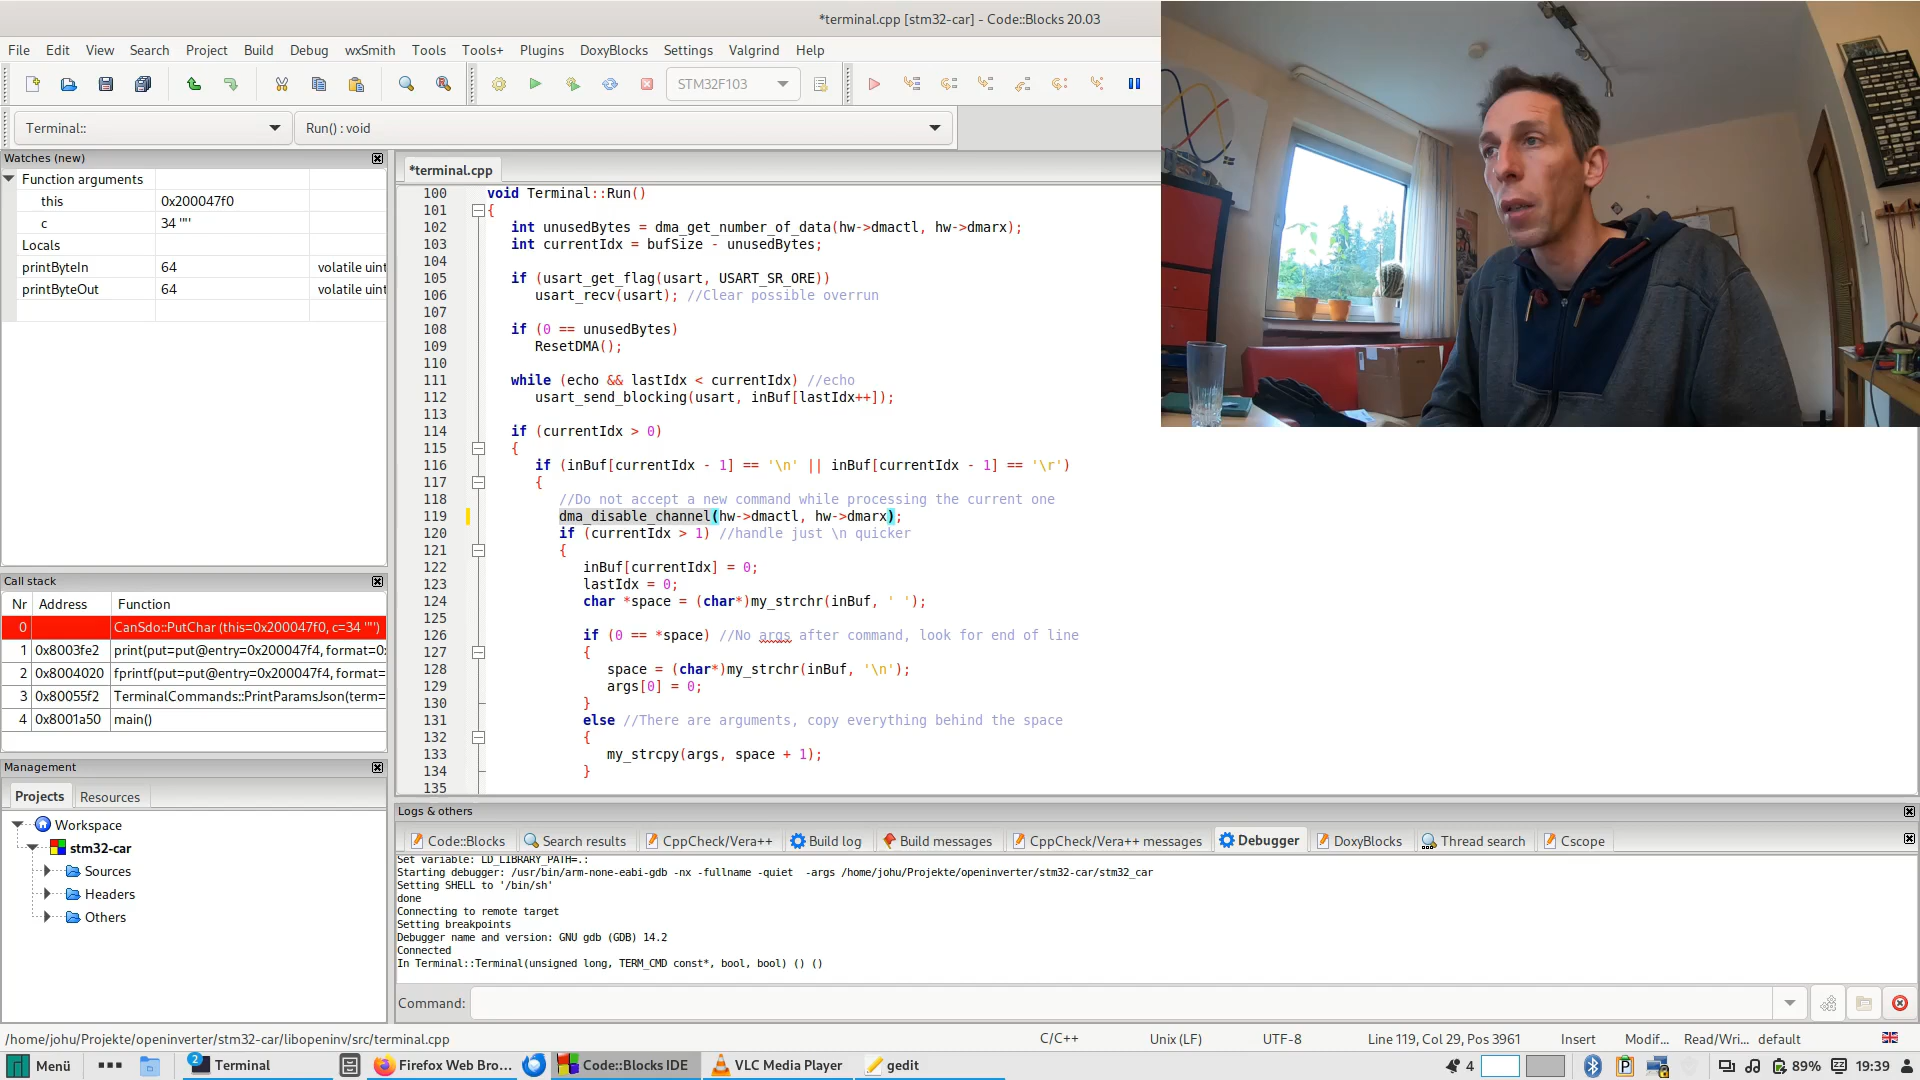 *terminal.cpp [stm32-car] - Code::Blocks 20.03
File Edit View Search Project Build Debug wxSmith Tools Tools+ Plugins DoxyBlocks Settings Valgrind Help
STM32F103
Terminal:: Run() : void
Watches (new)
Function arguments
this 0x200047f0
c 34 '"'
Locals
printByteIn 64 volatile uint
printByteOut 64 volatile uint
Call stack
Nr Address Function
0 CanSdo::PutChar (this=0x200047f0, c=34 '"')
1 0x8003fe2 print(put=put@entry=0x200047f4, format=0x
2 0x8004020 fprintf(put=put@entry=0x200047f4, format=
3 0x80055f2 TerminalCommands::PrintParamsJson(term=
4 0x8001a50 main()
Management
Projects Resources
Workspace
stm32-car
Sources
Headers
Others
*terminal.cpp
100 void Terminal::Run()
101 {
102 int unusedBytes = dma_get_number_of_data(hw->dmactl, hw->dmarx);
103 int currentIdx = bufSize - unusedBytes;
104
105 if (usart_get_flag(usart, USART_SR_ORE))
106 usart_recv(usart); //Clear possible overrun
107
108 if (0 == unusedBytes)
109 ResetDMA();
110
111 while (echo && lastIdx < currentIdx) //echo
112 usart_send_blocking(usart, inBuf[lastIdx++]);
113
114 if (currentIdx > 0)
115 {
116 if (inBuf[currentIdx - 1] == '\n' || inBuf[currentIdx - 1] == '\r')
117 {
118 //Do not accept a new command while processing the current one
119 dma_disable_channel(hw->dmactl, hw->dmarx);
120 if (currentIdx > 1) //handle just \n quicker
121 {
122 inBuf[currentIdx] = 0;
123 lastIdx = 0;
124 char *space = (char*)my_strchr(inBuf, ' ');
125
126 if (0 == *space) //No args after command, look for end of line
127 {
128 space = (char*)my_strchr(inBuf, '\n');
129 args[0] = 0;
130 }
131 else //There are arguments, copy everything behind the space
132 {
133 my_strcpy(args, space + 1);
134 }
135
Logs & others
Code::Blocks Search results CppCheck/Vera++ Build log Build messages CppCheck/Vera++ messages Debugger DoxyBlocks Thread search Cscope
Set variable: LD_LIBRARY_PATH=.:
Starting debugger: /usr/bin/arm-none-eabi-gdb -nx -fullname -quiet -args /home/johu/Projekte/openinverter/stm32-car/stm32_car
Setting SHELL to '/bin/sh'
done
Connecting to remote target
Setting breakpoints
Debugger name and version: GNU gdb (GDB) 14.2
Connected
In Terminal::Terminal(unsigned long, TERM_CMD const*, bool, bool) () ()
Command:
/home/johu/Projekte/openinverter/stm32-car/libopeninv/src/terminal.cpp C/C++ Unix (LF) UTF-8 Line 119, Col 29, Pos 3961 Insert Modif... Read/Wri... default
Menü 2 Terminal Firefox Web Bro... Code::Blocks IDE VLC Media Player gedit 4 89% 19:39